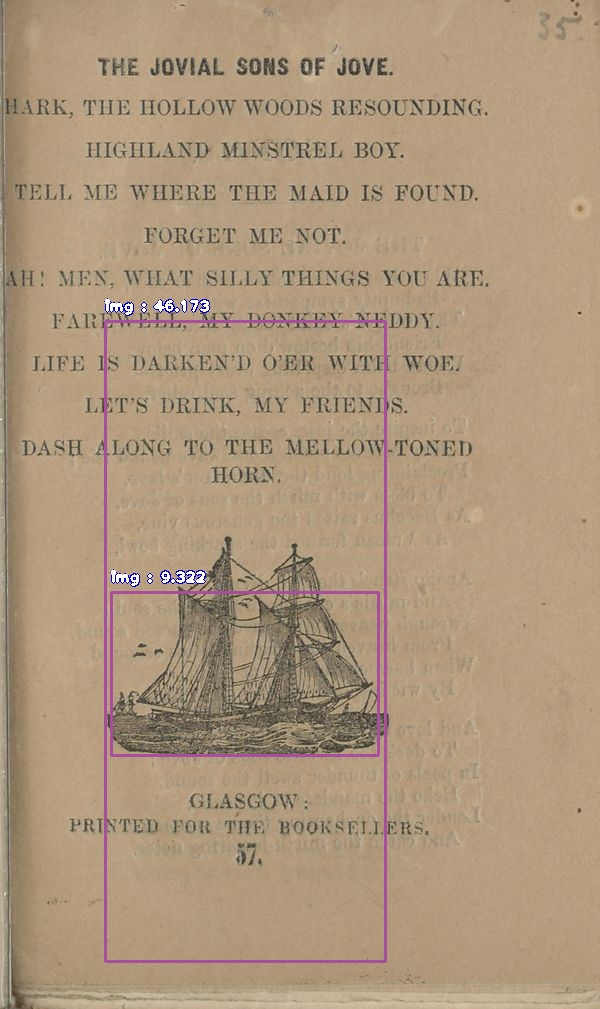 35
THE JOVIAL SONS OF JOVE.
HARK, THE HOLLOW WOODS RESOUNDING.
HIGHLAND MINSTREL BOY.
TELL ME WHERE THE MAID IS FOUND.
FORGET ME NOT.
AH! MEN, WHAT SILLY THINGS YOU ARE.
img : 46.173
FAREWELL, MY DONKEY NEDDY.
LIFE IS DARKEN'D O'ER WITH WOE.
LET'S DRINK, MY FRIENDS.
DASH ALONG TO THE MELLOW-TONED
HORN.
img : 9.322
GLASGOW:
PRINTED FOR THE BOOKSELLERS.
57.